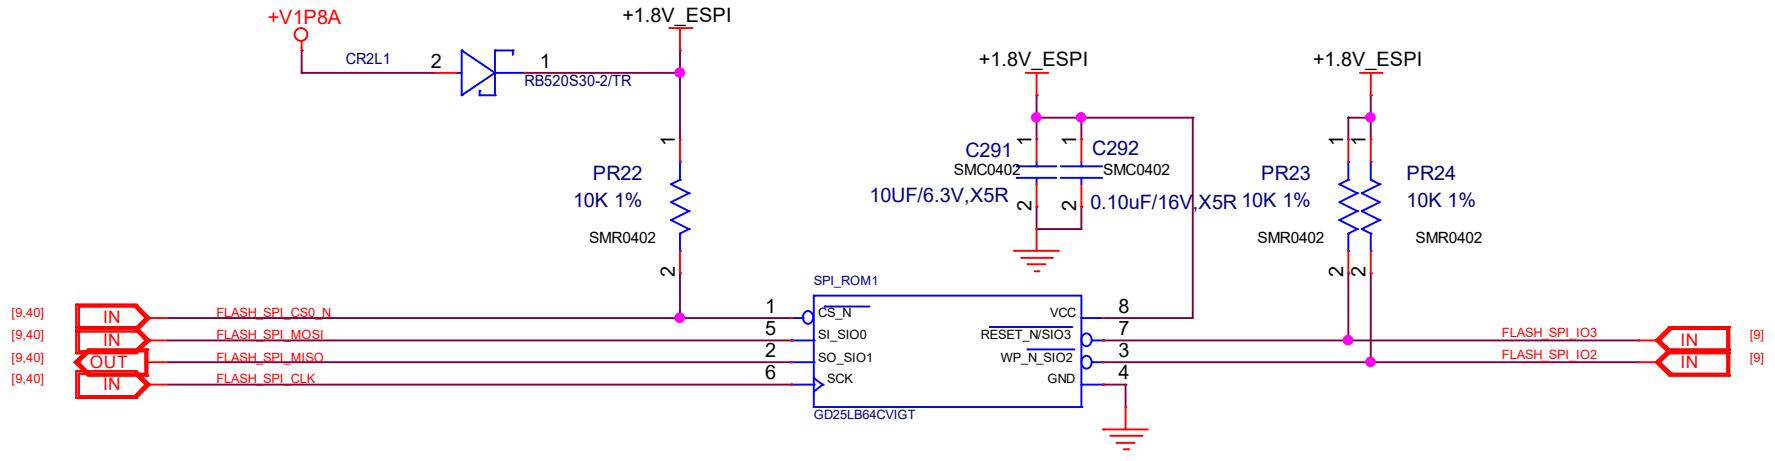 +V1P8A
+1.8V_ESPI
CR2L1
2
1
RB520S30-2/TR
+1.8V_ESPI
+1.8V_ESPI
1
PR22
10K 1%
SMR0402
2
1
1
C291
SMC0402
C292
SMC0402
10UF/6.3V,X5R
2
2
0.10uF/16V,X5R
1
1
PR23
10K 1%
SMR0402
PR24
10K 1%
SMR0402
2
2
SPI_ROM1
[9,40]
IN
FLASH_SPI_CS0_N
1
CS_N
VCC
8
[9,40]
IN
FLASH_SPI_MOSI
5
SI_SIO0
RESET_N/SIO3
7
FLASH_SPI_IO3
IN
[9]
[9,40]
OUT
FLASH_SPI_MISO
2
SO_SIO1
WP_N_SIO2
3
FLASH_SPI_IO2
IN
[9]
[9,40]
IN
FLASH_SPI_CLK
6
SCK
GND
4
GD25LB64CVIGT